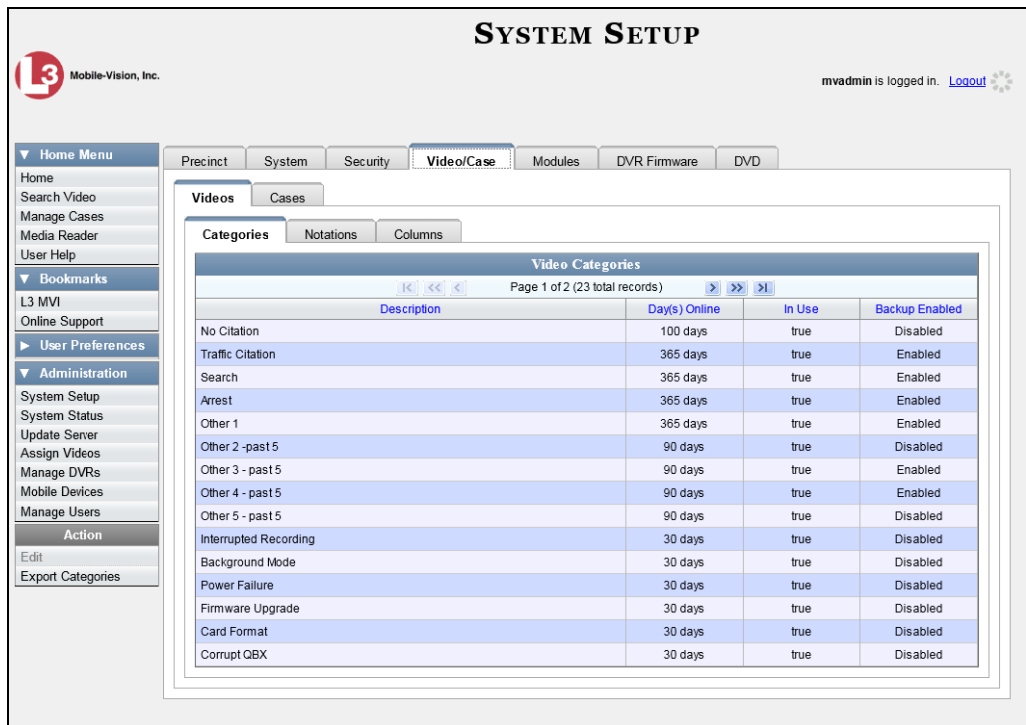 SYSTEM SETUP
L3 Mobile-Vision, Inc.
mvadmin is logged in. Logout
Home Menu
Home
Search Video
Manage Cases
Media Reader
User Help
Bookmarks
L3 MVI
Online Support
User Preferences
Administration
System Setup
System Status
Update Server
Assign Videos
Manage DVRs
Mobile Devices
Manage Users
Action
Edit
Export Categories
Precinct System Security Video/Case Modules DVR Firmware DVD
Videos Cases
Categories Notations Columns
Video Categories
Page 1 of 2 (23 total records)
Description Day(s) Online In Use Backup Enabled
No Citation 100 days true Disabled
Traffic Citation 365 days true Enabled
Search 365 days true Enabled
Arrest 365 days true Enabled
Other 1 365 days true Enabled
Other 2 -past 5 90 days true Disabled
Other 3 - past 5 90 days true Enabled
Other 4 - past 5 90 days true Enabled
Other 5 - past 5 90 days true Disabled
Interrupted Recording 30 days true Disabled
Background Mode 30 days true Disabled
Power Failure 30 days true Disabled
Firmware Upgrade 30 days true Disabled
Card Format 30 days true Disabled
Corrupt QBX 30 days true Disabled